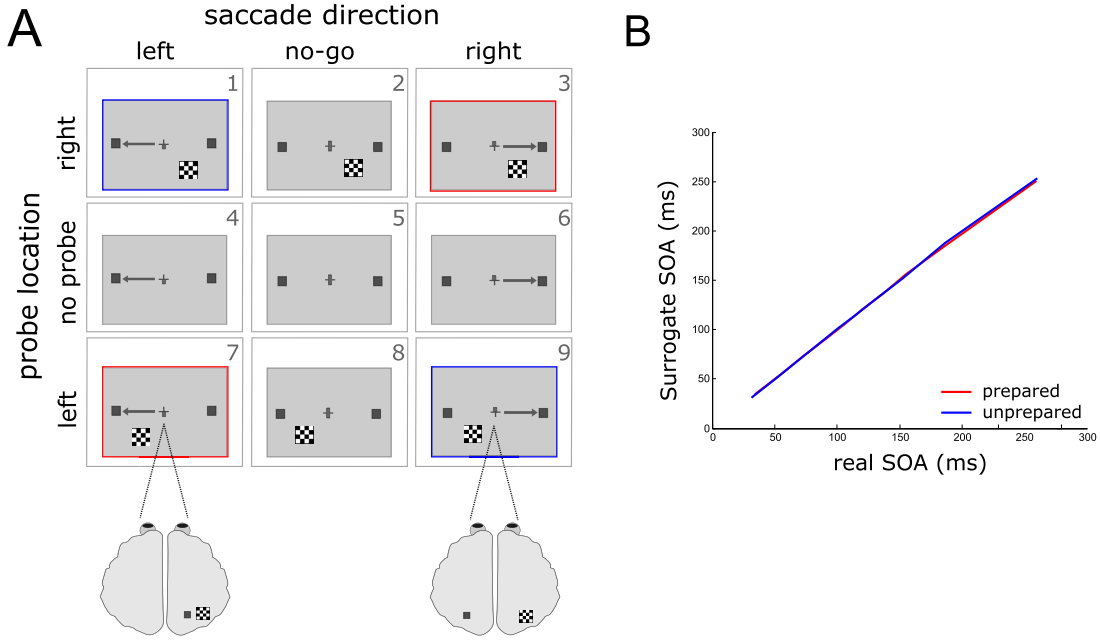 A
saccade direction
left
no-go
right
probe location
right
no probe
left
1
2
3
4
5
6
7
8
9
B
Surrogate SOA (ms)
300
250
200
150
100
50
0
0
50
100
150
200
250
300
real SOA (ms)
prepared
unprepared